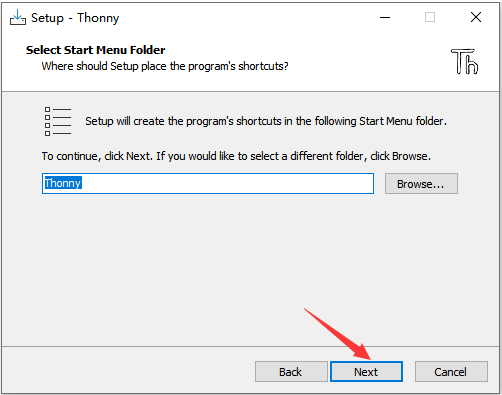 Setup - Thonny
Select Start Menu Folder
Where should Setup place the program's shortcuts?
Th
Setup will create the program's shortcuts in the following Start Menu folder.
To continue, click Next. If you would like to select a different folder, click Browse.
Thonny
Browse...
Back
Next
Cancel